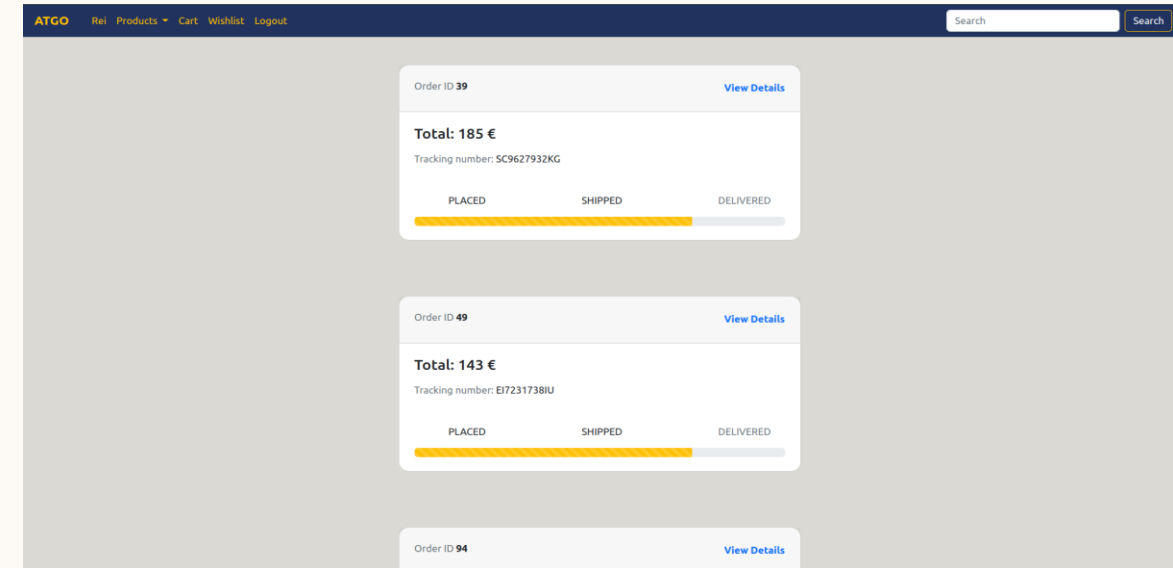 ATGO Rei Products Cart Wishlist Logout Search Search
Order ID 39 View Details
Total: 185 €
Tracking number: SC9627932KG
PLACED SHIPPED DELIVERED
Order ID 49 View Details
Total: 143 €
Tracking number: EI7231738IU
PLACED SHIPPED DELIVERED
Order ID 94 View Details